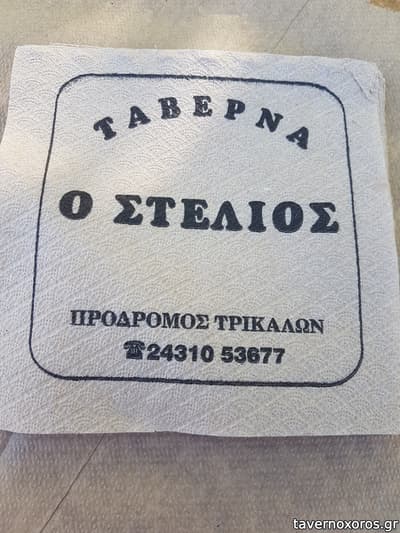 ΤΑΒΕΡΝΑ
Ο ΣΤΕΛΙΟΣ
ΠΡΟΔΡΟΜΟΣ ΤΡΙΚΑΛΩΝ
☎24310 53677
tavernoxoros.gr